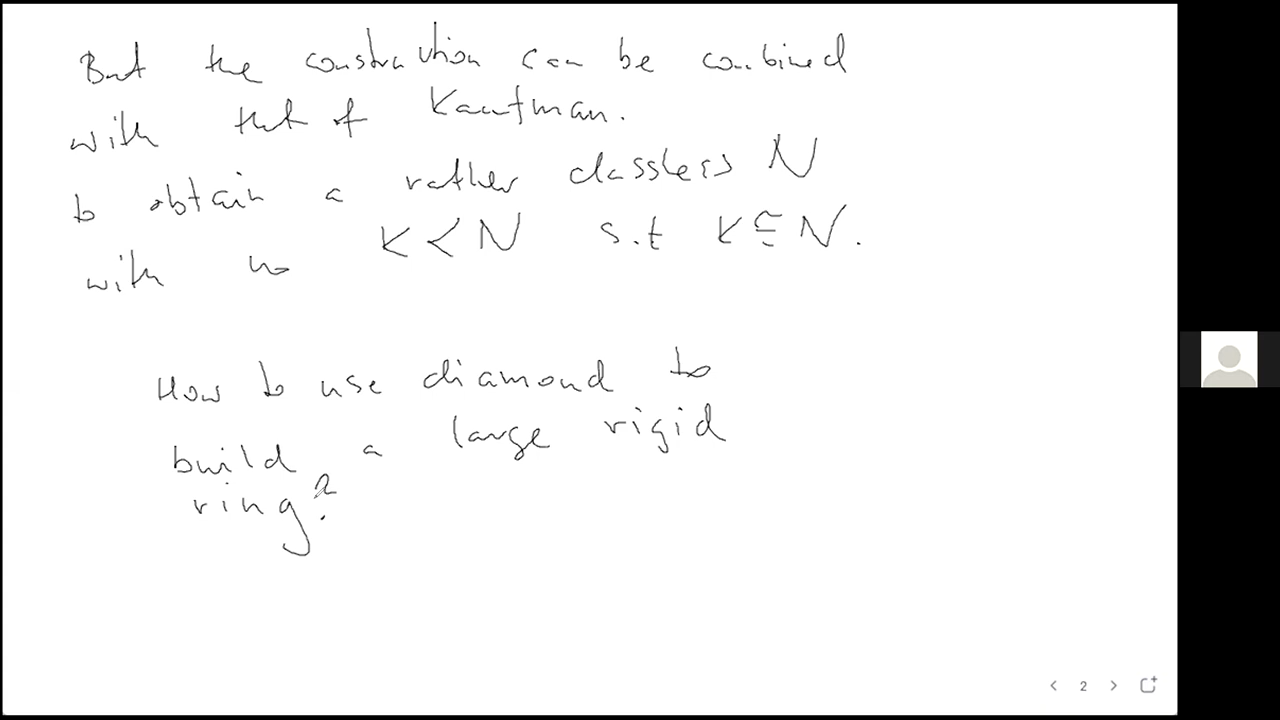 But the construction can be combined
with that of Kaufman.
to obtain a rather classless N
with no K ≺ N s.t K ⊆ N.
How to use diamond to
build a large rigid
ring?
2